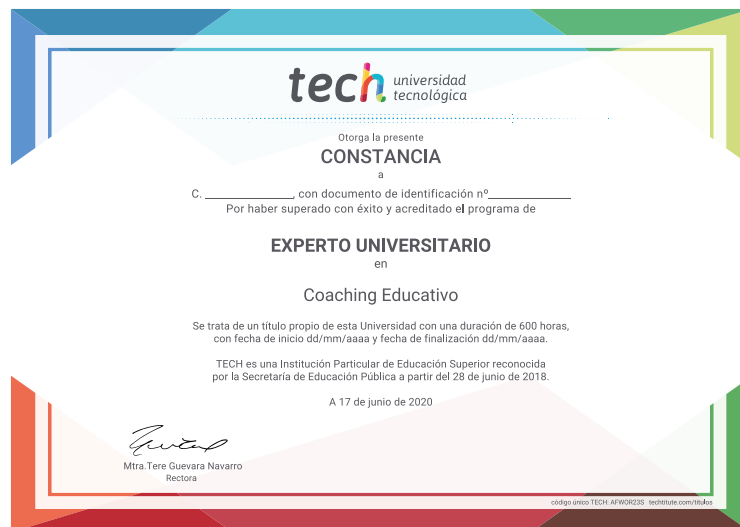 tech universidad
tecnológica
Otorga la presente
CONSTANCIA
a
C. ______________, con documento de identificación nº______________
Por haber superado con éxito y acreditado el programa de
EXPERTO UNIVERSITARIO
en
Coaching Educativo
Se trata de un título propio de esta Universidad con una duración de 600 horas,
con fecha de inicio dd/mm/aaaa y fecha de finalización dd/mm/aaaa.
TECH es una Institución Particular de Educación Superior reconocida
por la Secretaría de Educación Pública a partir del 28 de junio de 2018.
A 17 de junio de 2020
Mtra.Tere Guevara Navarro
Rectora
código único TECH: AFWOR23S techtitute.com/títulos